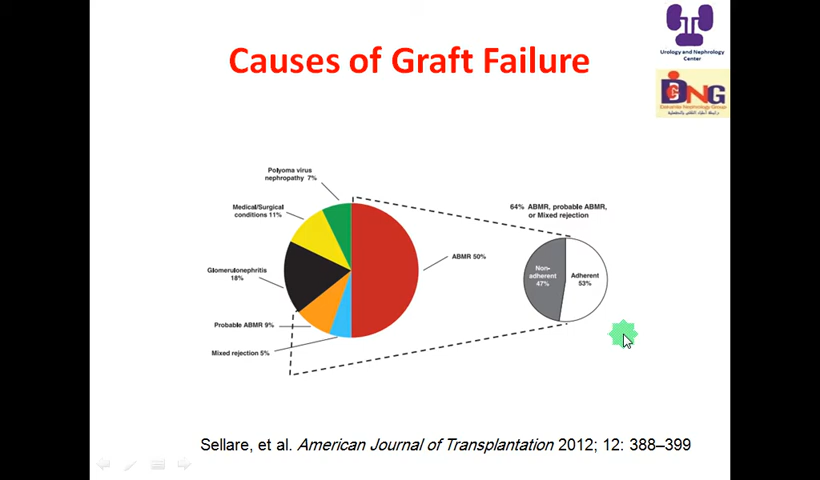 Urology and Nephrology
Center
Causes of Graft Failure
DNG
Polyoma virus
nephropathy 7%
Medical/Surgical
conditions 11%
Glomerulonephritis
18%
Probable ABMR 9%
Mixed rejection 5%
ABMR 50%
64% ABMR, probable ABMR,
or Mixed rejection
Non-
adherent
47%
Adherent
53%
Sellare, et al. American Journal of Transplantation 2012; 12: 388–399